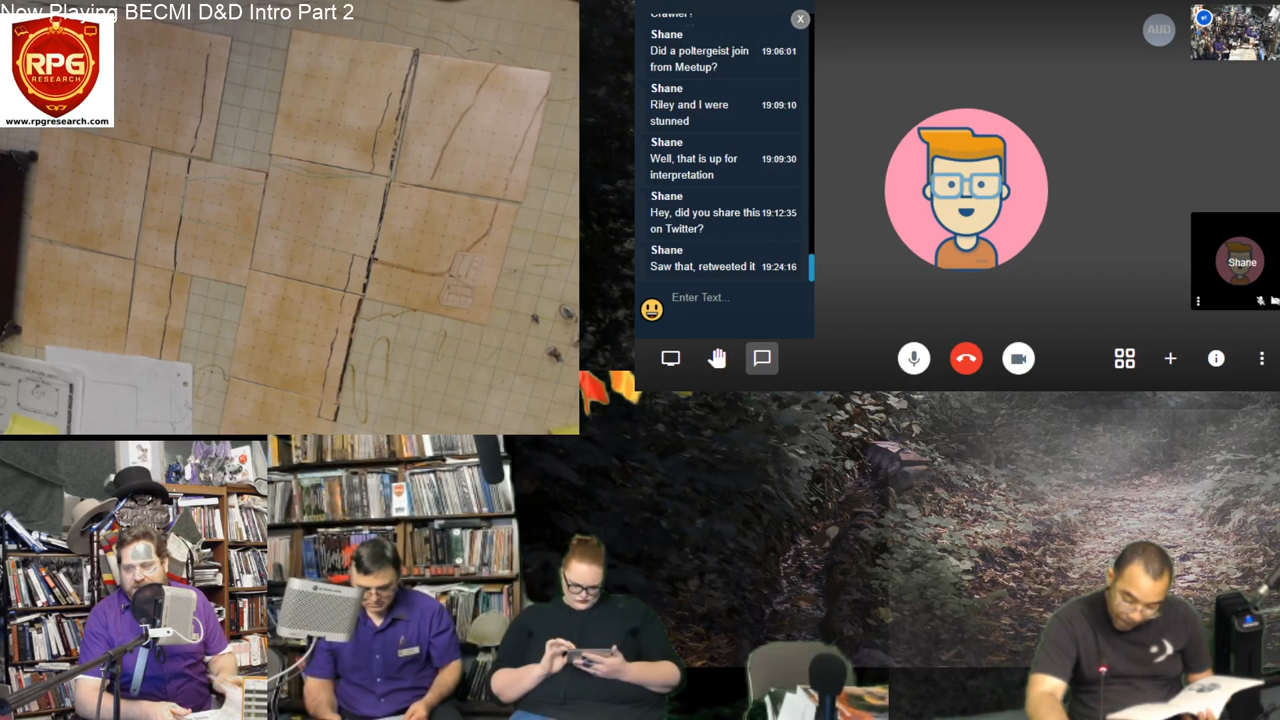 Now Playing BECMI D&D Intro Part 2
RPG
RESEARCH
www.rpgresearch.com
Crawler?
Shane
Did a poltergeist join 19:06:01
from Meetup?
Shane
Riley and I were 19:09:10
stunned
Shane
Well, that is up for 19:09:30
interpretation
Shane
Hey, did you share this 19:12:35
on Twitter?
Shane
Saw that, retweeted it 19:24:16
Enter Text...
X
AUD
Shane